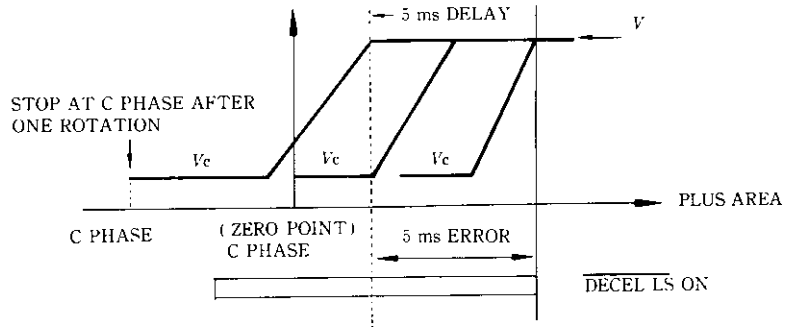 5 ms DELAY
V
STOP AT C PHASE AFTER
ONE ROTATION
Vc
Vc
Vc
PLUS AREA
C PHASE
(ZERO POINT)
C PHASE
5 ms ERROR
DECEL LS ON